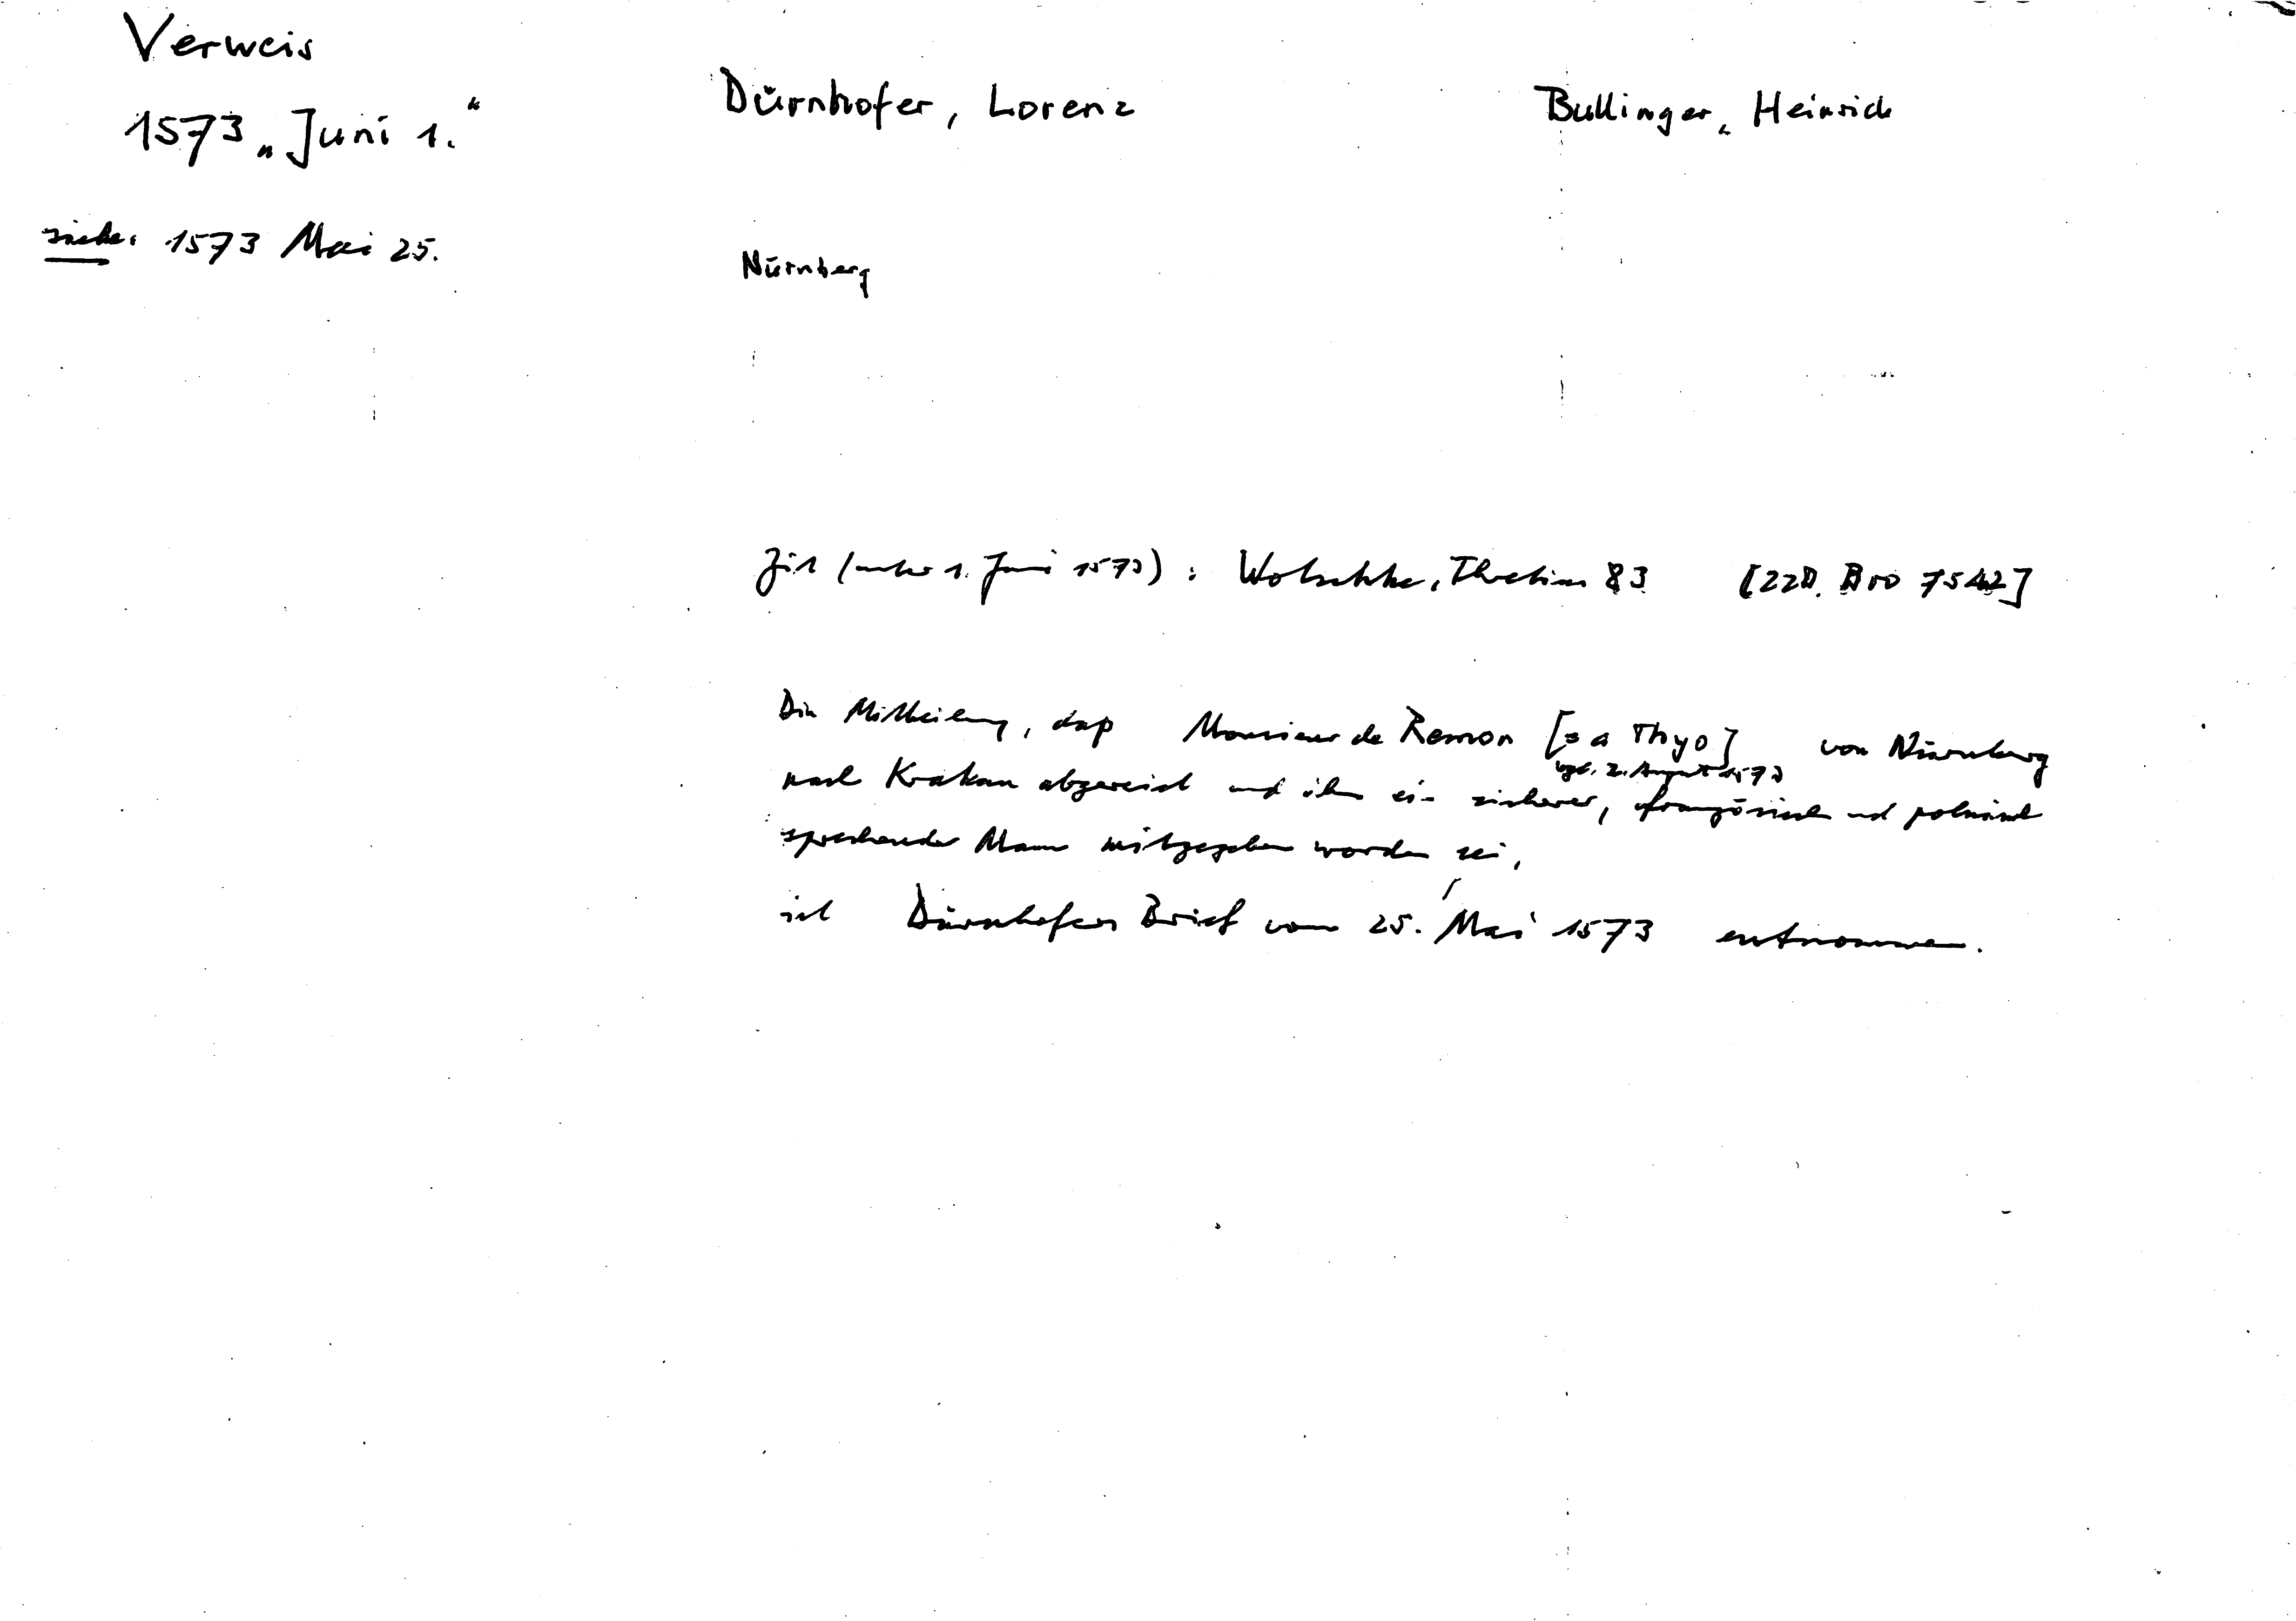 Verweis
1573 „Juni 1.“
Dürnhofer, Lorenz
Bullinger, Heinrich
siehe: 1573 Mai 25.
Nürnberg
Zit (unter 1. Juni 1573): Wotschke, Thretius 83 [ZZB. Bro 7542]
Die Mitteilung, daß Monsieur de Remon [= a Thyo] von Nürnberg
vgl. 2. August 1573
nach Krakau abgereist und ihm ein sicherer, französisch und polnisch
sprechender Mann mitgegeben worden sei,
ist Dürnhofers Brief vom 25. Mai 1573 entnommen.